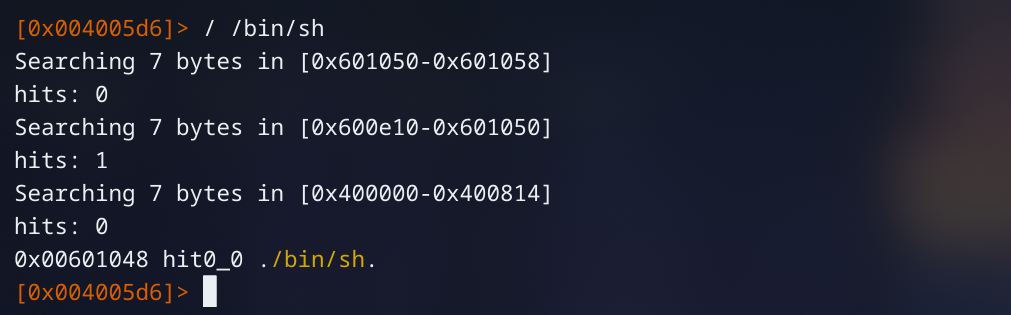 [0x004005d6]> / /bin/sh
Searching 7 bytes in [0x601050-0x601058]
hits: 0
Searching 7 bytes in [0x600e10-0x601050]
hits: 1
Searching 7 bytes in [0x400000-0x400814]
hits: 0
0x00601048 hit0_0 ./bin/sh.
[0x004005d6]>